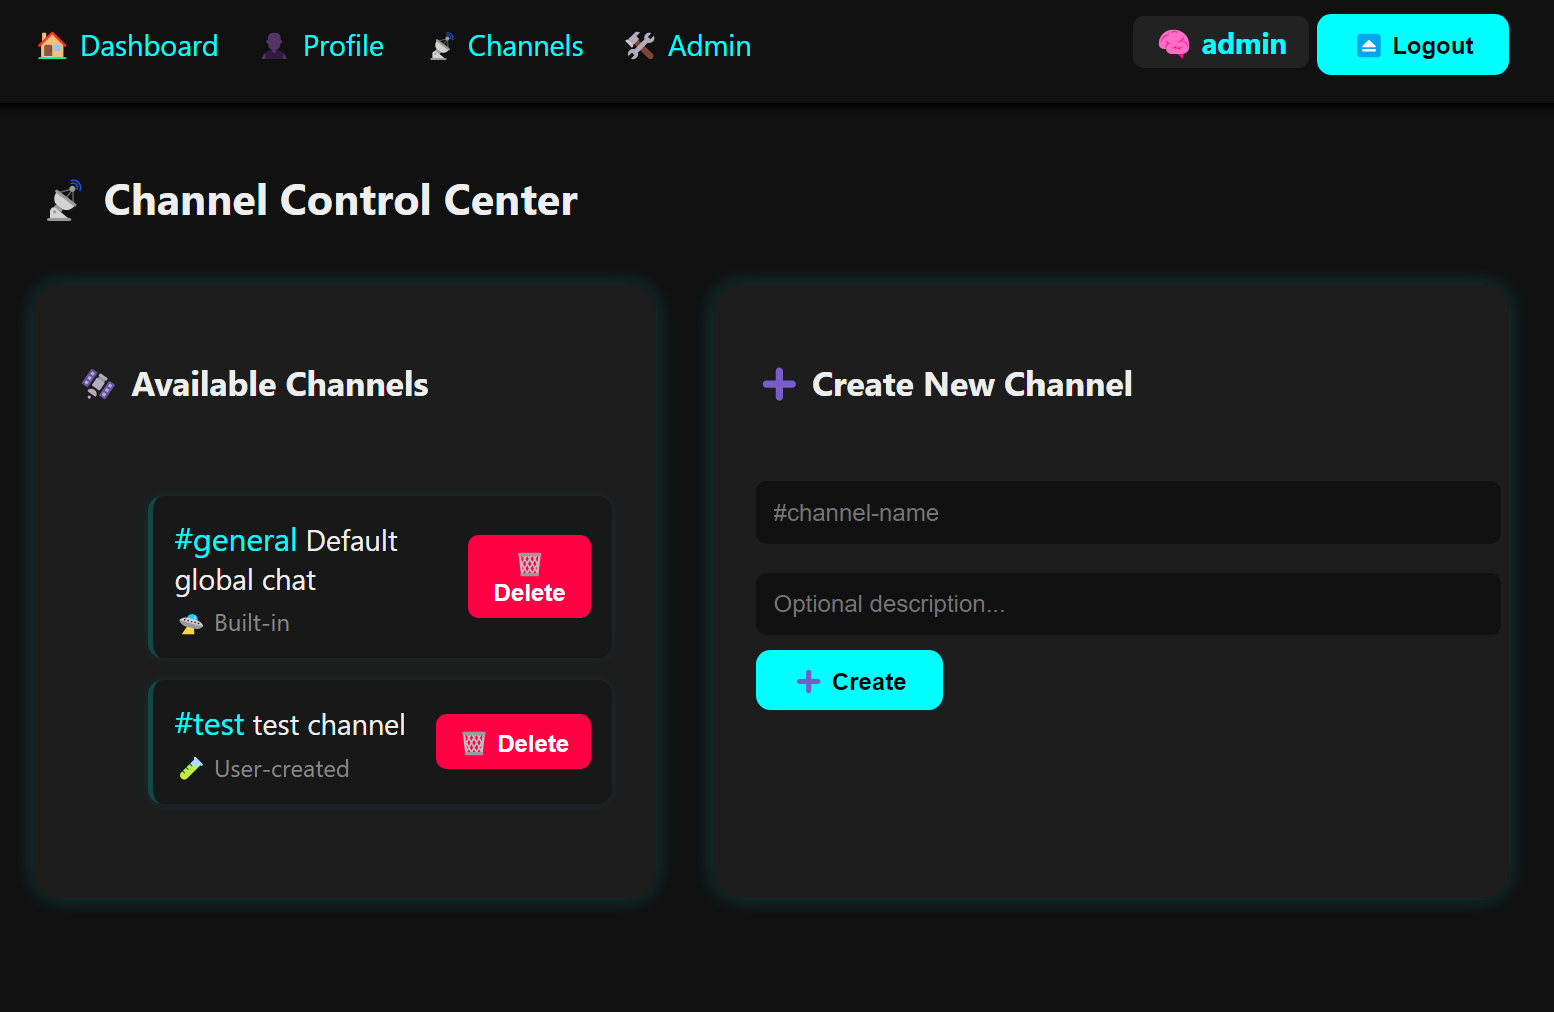 Dashboard Profile Channels Admin admin Logout
Channel Control Center
Available Channels
#general Default
global chat
Built-in
Delete
#test test channel
User-created
Delete
Create New Channel
#channel-name
Optional description...
Create